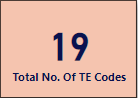 19
Total No. Of TE Codes